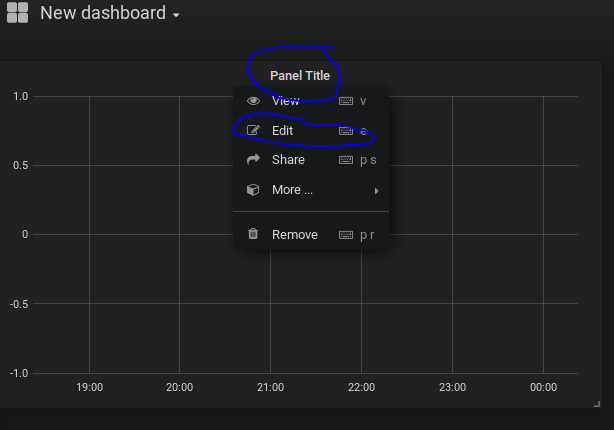 New dashboard
Panel Title
View v
Edit e
Share p s
More ...
Remove p r
1.0
0.5
0
-0.5
-1.0
19:00 20:00 21:00 22:00 23:00 00:00